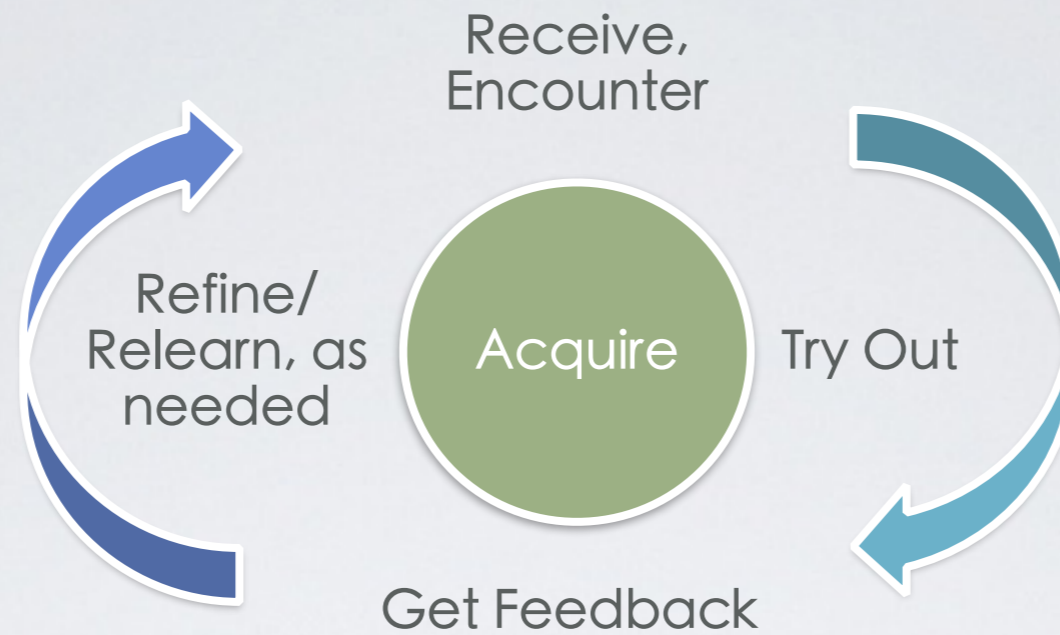 Receive,
Encounter
Refine/
Relearn, as
needed
Acquire
Try Out
Get Feedback